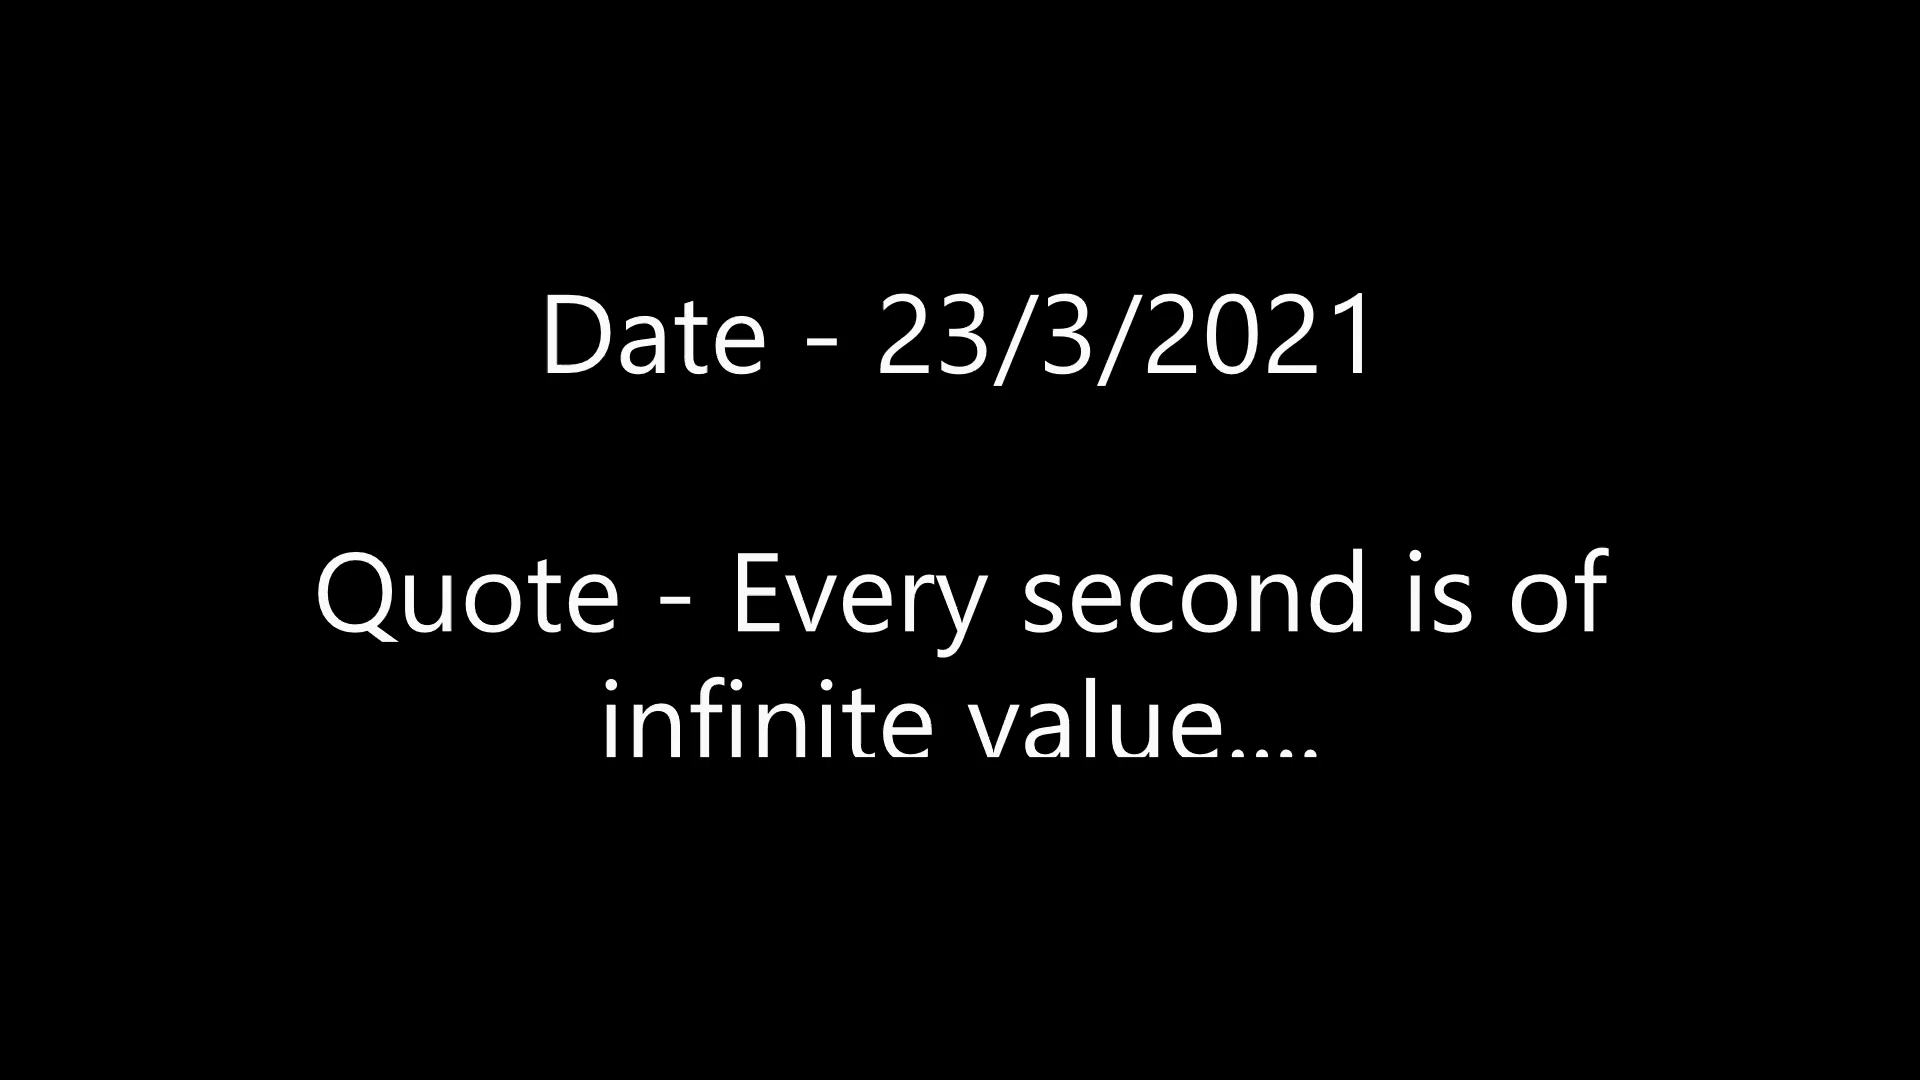 Date - 23/3/2021
Quote - Every second is of
infinite value....